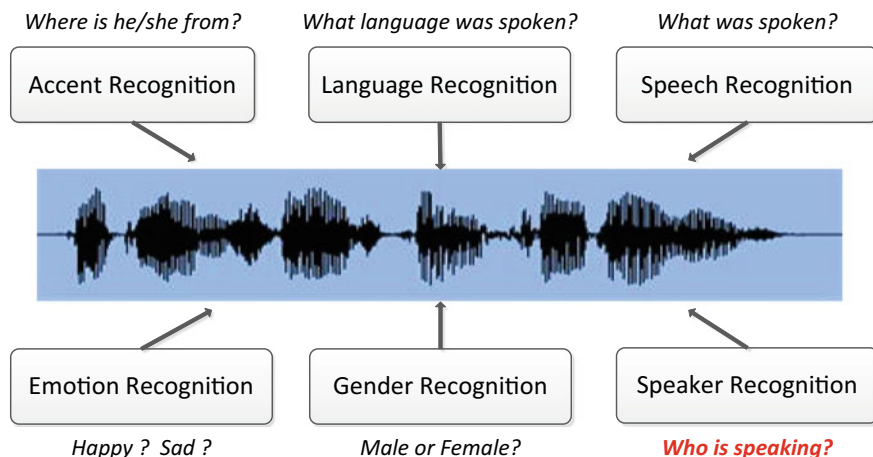 Where is he/she from?
What language was spoken?
What was spoken?
Accent Recognition
Language Recognition
Speech Recognition
Emotion Recognition
Gender Recognition
Speaker Recognition
Happy ? Sad ?
Male or Female?
Who is speaking?